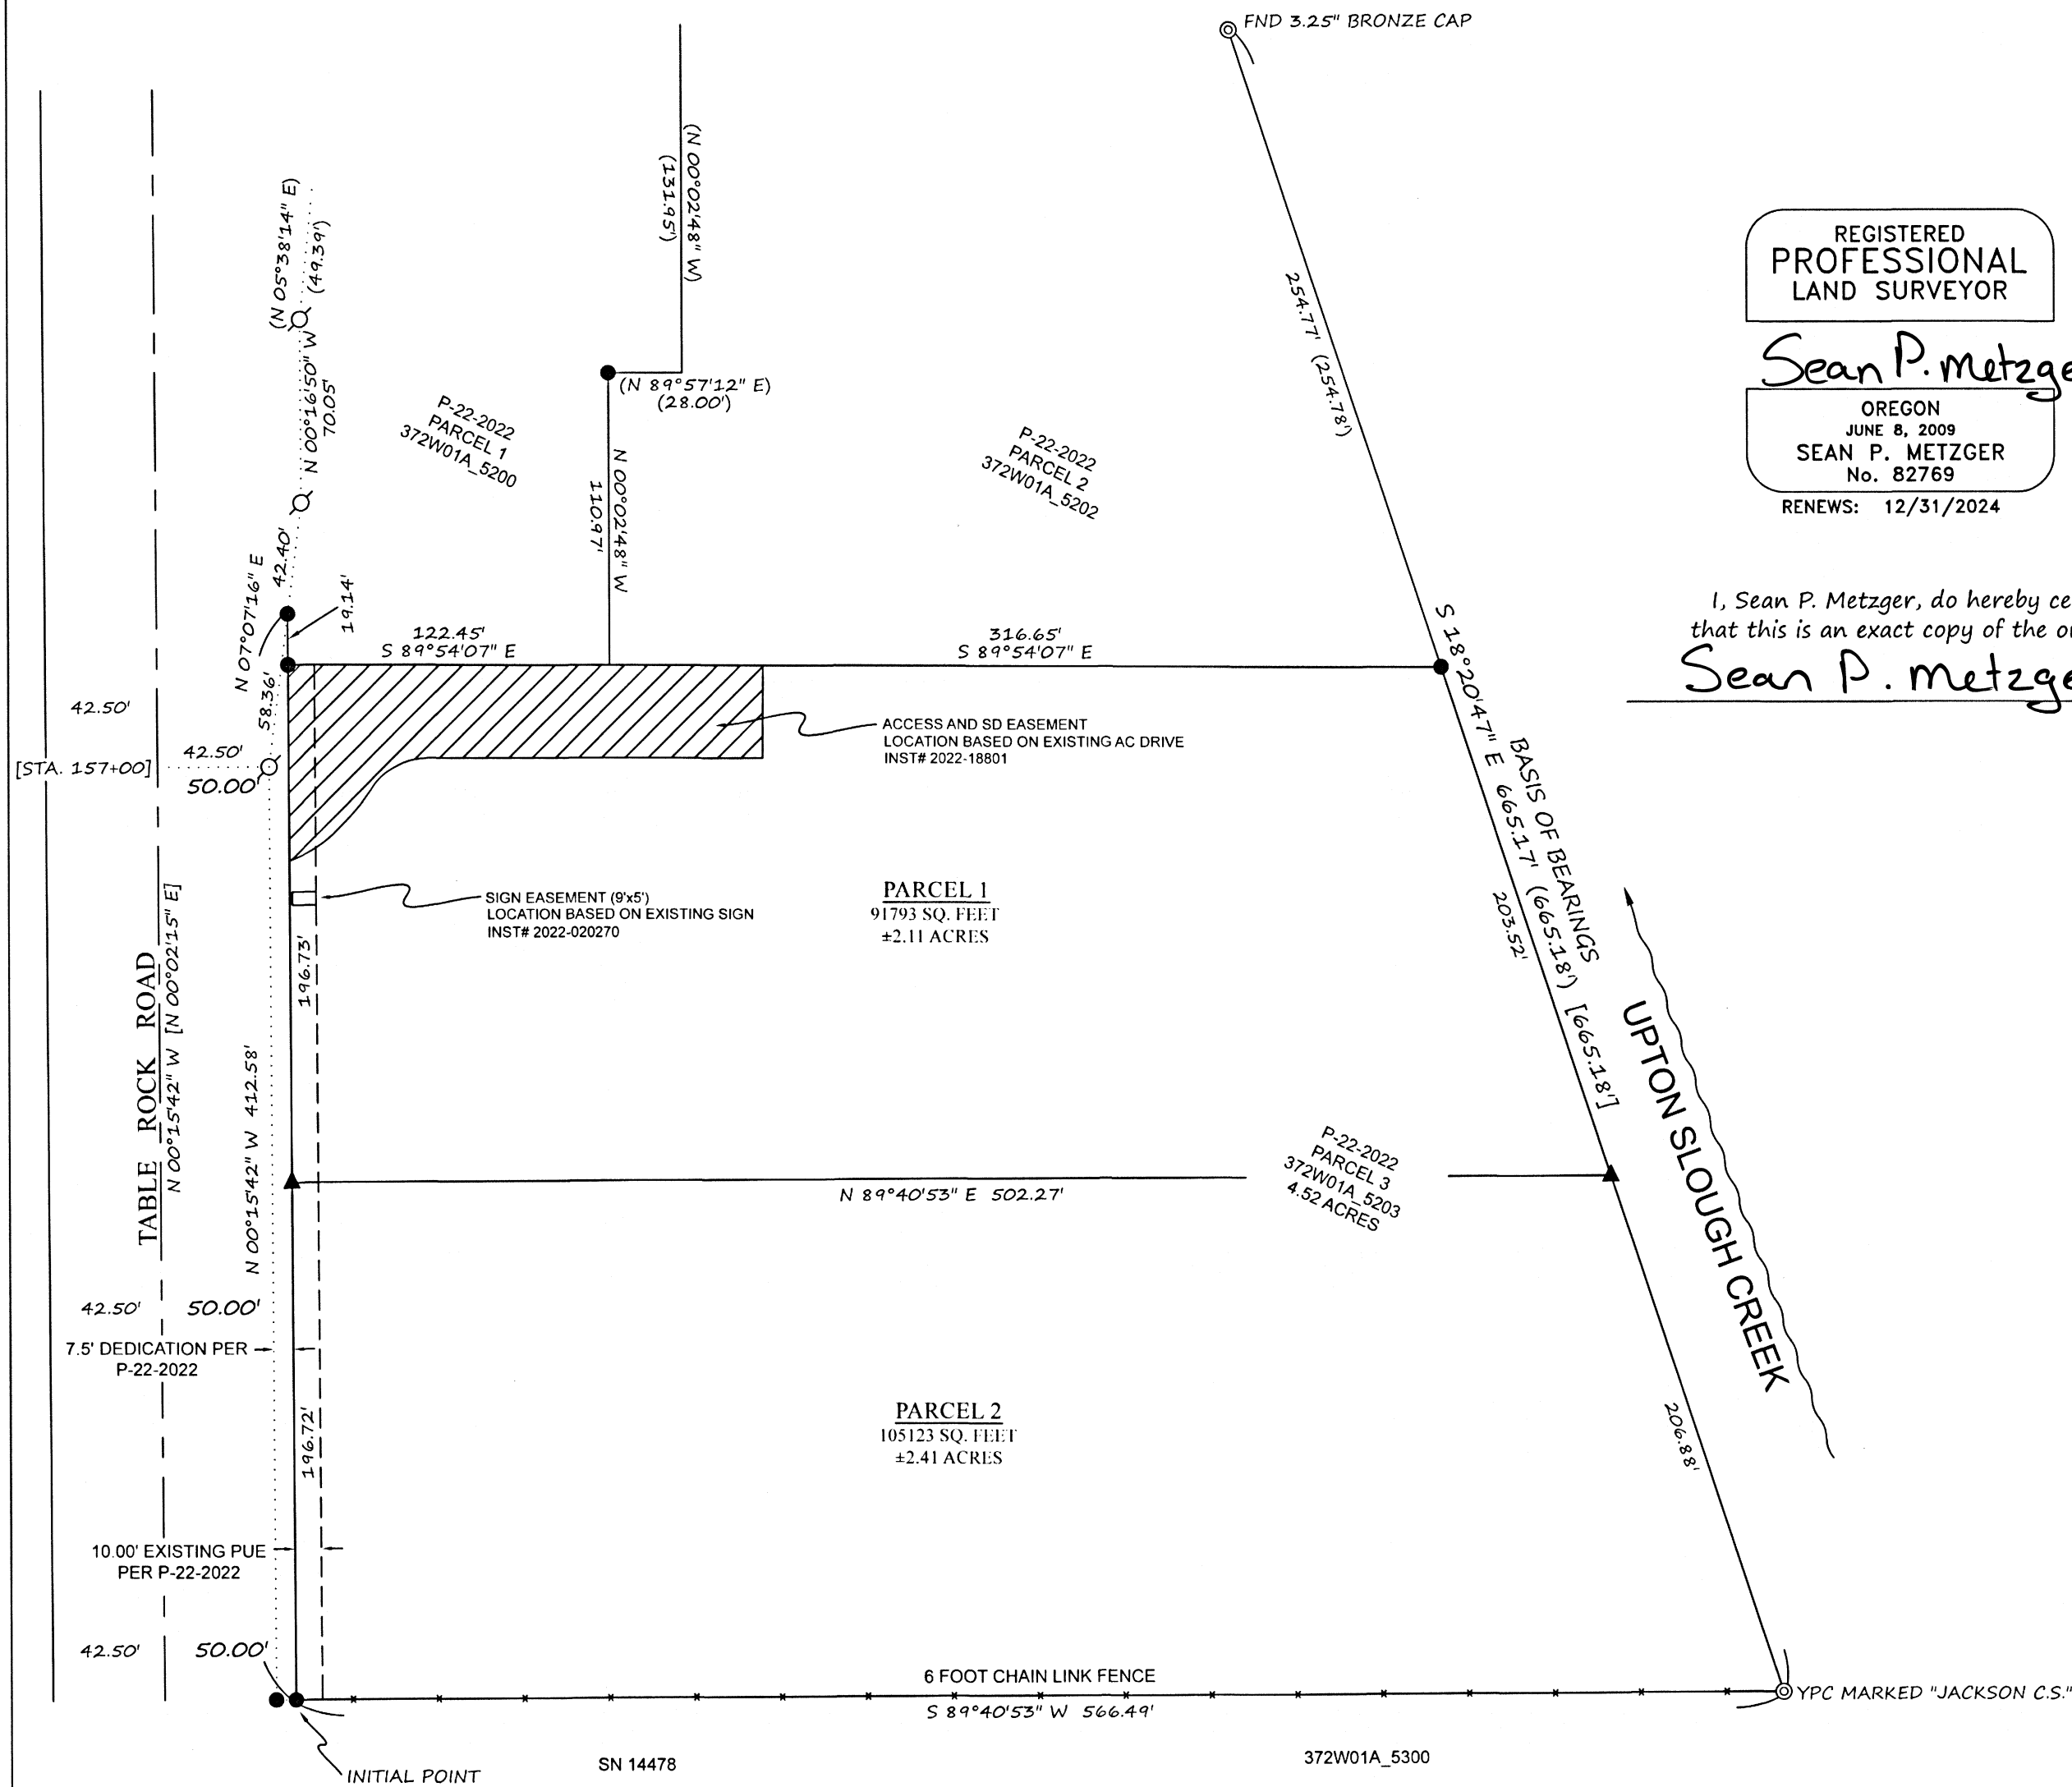 FND 3.25" BRONZE CAP
(N 00°02'48" W)
(131.95')
(N 05°38'14" E)
(49.39')
N 00°16'50" W
70.05'
P-22-2022
PARCEL 1
372W01A_5200
(N 89°57'12" E)
(28.00')
N 00°02'48" W
110.97'
P-22-2022
PARCEL 2
372W01A_5202
254.77' (254.78')
REGISTERED
PROFESSIONAL
LAND SURVEYOR
Sean P. Metzge
OREGON
JUNE 8, 2009
SEAN P. METZGER
No. 82769
RENEWS: 12/31/2024
I, Sean P. Metzger, do hereby ce
that this is an exact copy of the o
Sean P. Metzge
N 07°07'16" E
42.40'
58.36'
19.14'
122.45'
S 89°54'07" E
316.65'
S 89°54'07" E
42.50'
[STA. 157+00]
42.50'
50.00'
ACCESS AND SD EASEMENT
LOCATION BASED ON EXISTING AC DRIVE
INST# 2022-18801
BASIS OF BEARINGS
S 18°20'47" E 665.17' (665.18') [665.18']
203.52'
SIGN EASEMENT (9'x5')
LOCATION BASED ON EXISTING SIGN
INST# 2022-020270
PARCEL 1
91793 SQ. FEET
±2.11 ACRES
196.73'
TABLE ROCK ROAD
N 00°15'42" W [N 00°02'15" E]
N 00°15'42" W 412.58'
UPTON SLOUGH CREEK
N 89°40'53" E 502.27'
P-22-2022
PARCEL 3
372W01A_5203
4.52 ACRES
42.50'
50.00'
7.5' DEDICATION PER
P-22-2022
196.72'
PARCEL 2
105123 SQ. FEET
±2.41 ACRES
206.88'
10.00' EXISTING PUE
PER P-22-2022
42.50'
50.00'
6 FOOT CHAIN LINK FENCE
S 89°40'53" W 566.49'
YPC MARKED "JACKSON C.S."
INITIAL POINT
SN 14478
372W01A_5300